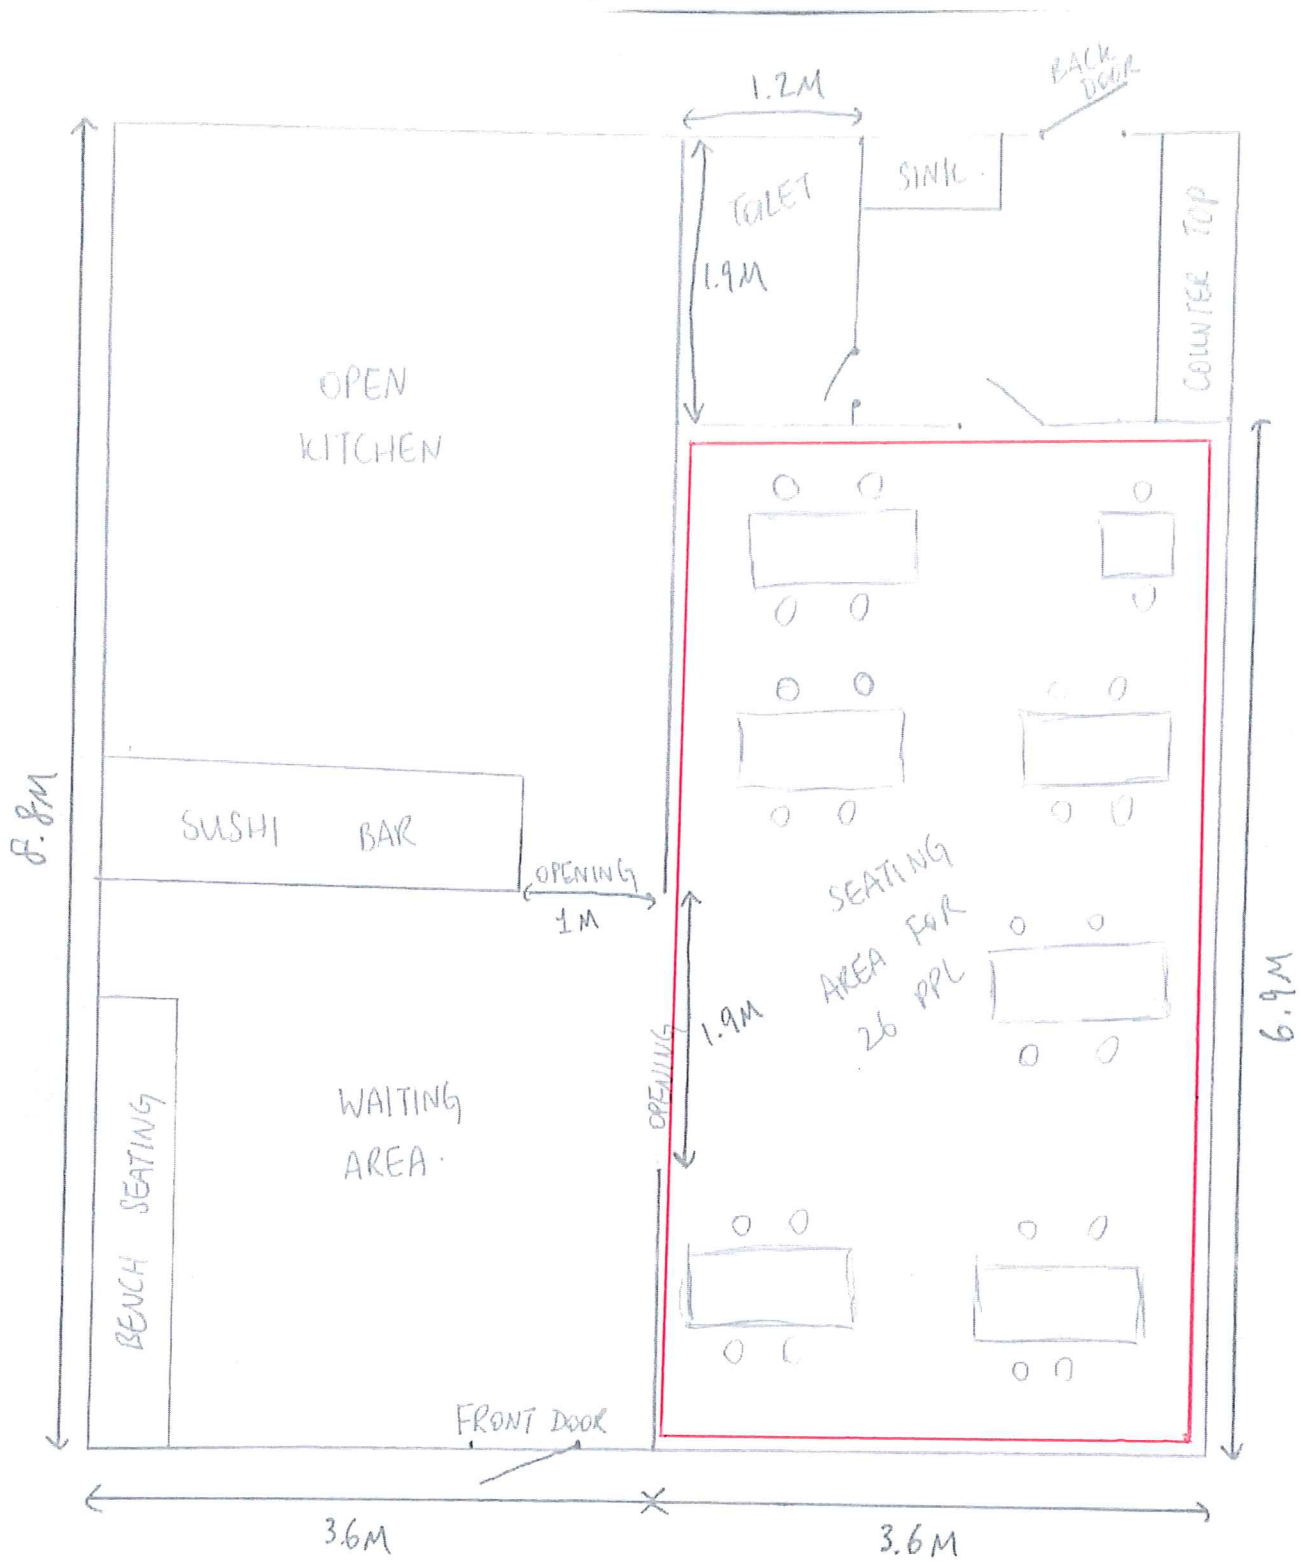 1.2M
BACK
DOOR
TOILET
SINK.
1.9M
COUNTER TOP
OPEN
KITCHEN
8.8M
SUSHI BAR
OPENING
1M
SEATING
AREA FOR
26 PPL
1.9M
OPENING
6.9M
WAITING
AREA.
BENCH SEATING
FRONT DOOR
3.6M
3.6M